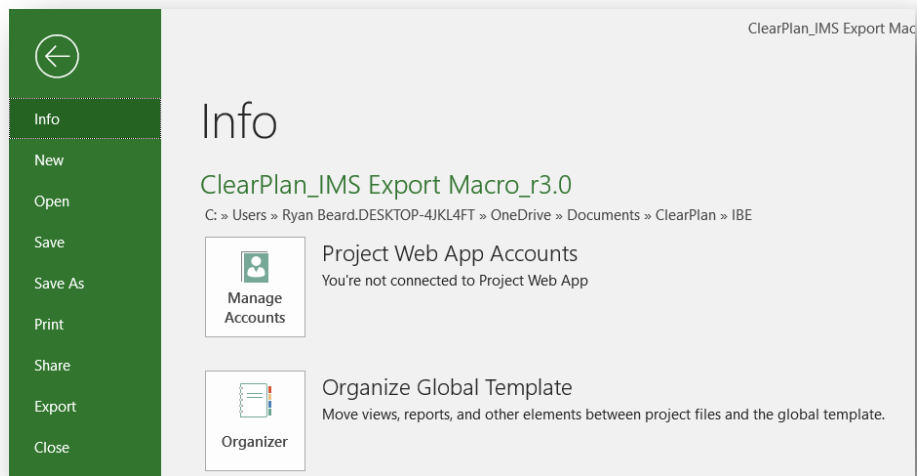 ClearPlan_IMS Export Mac
Info
New
Open
Save
Save As
Print
Share
Export
Close
Info
ClearPlan_IMS Export Macro_r3.0
C: » Users » Ryan Beard.DESKTOP-4JKL4FT » OneDrive » Documents » ClearPlan » IBE
Manage
Accounts
Project Web App Accounts
You're not connected to Project Web App
Organizer
Organize Global Template
Move views, reports, and other elements between project files and the global template.